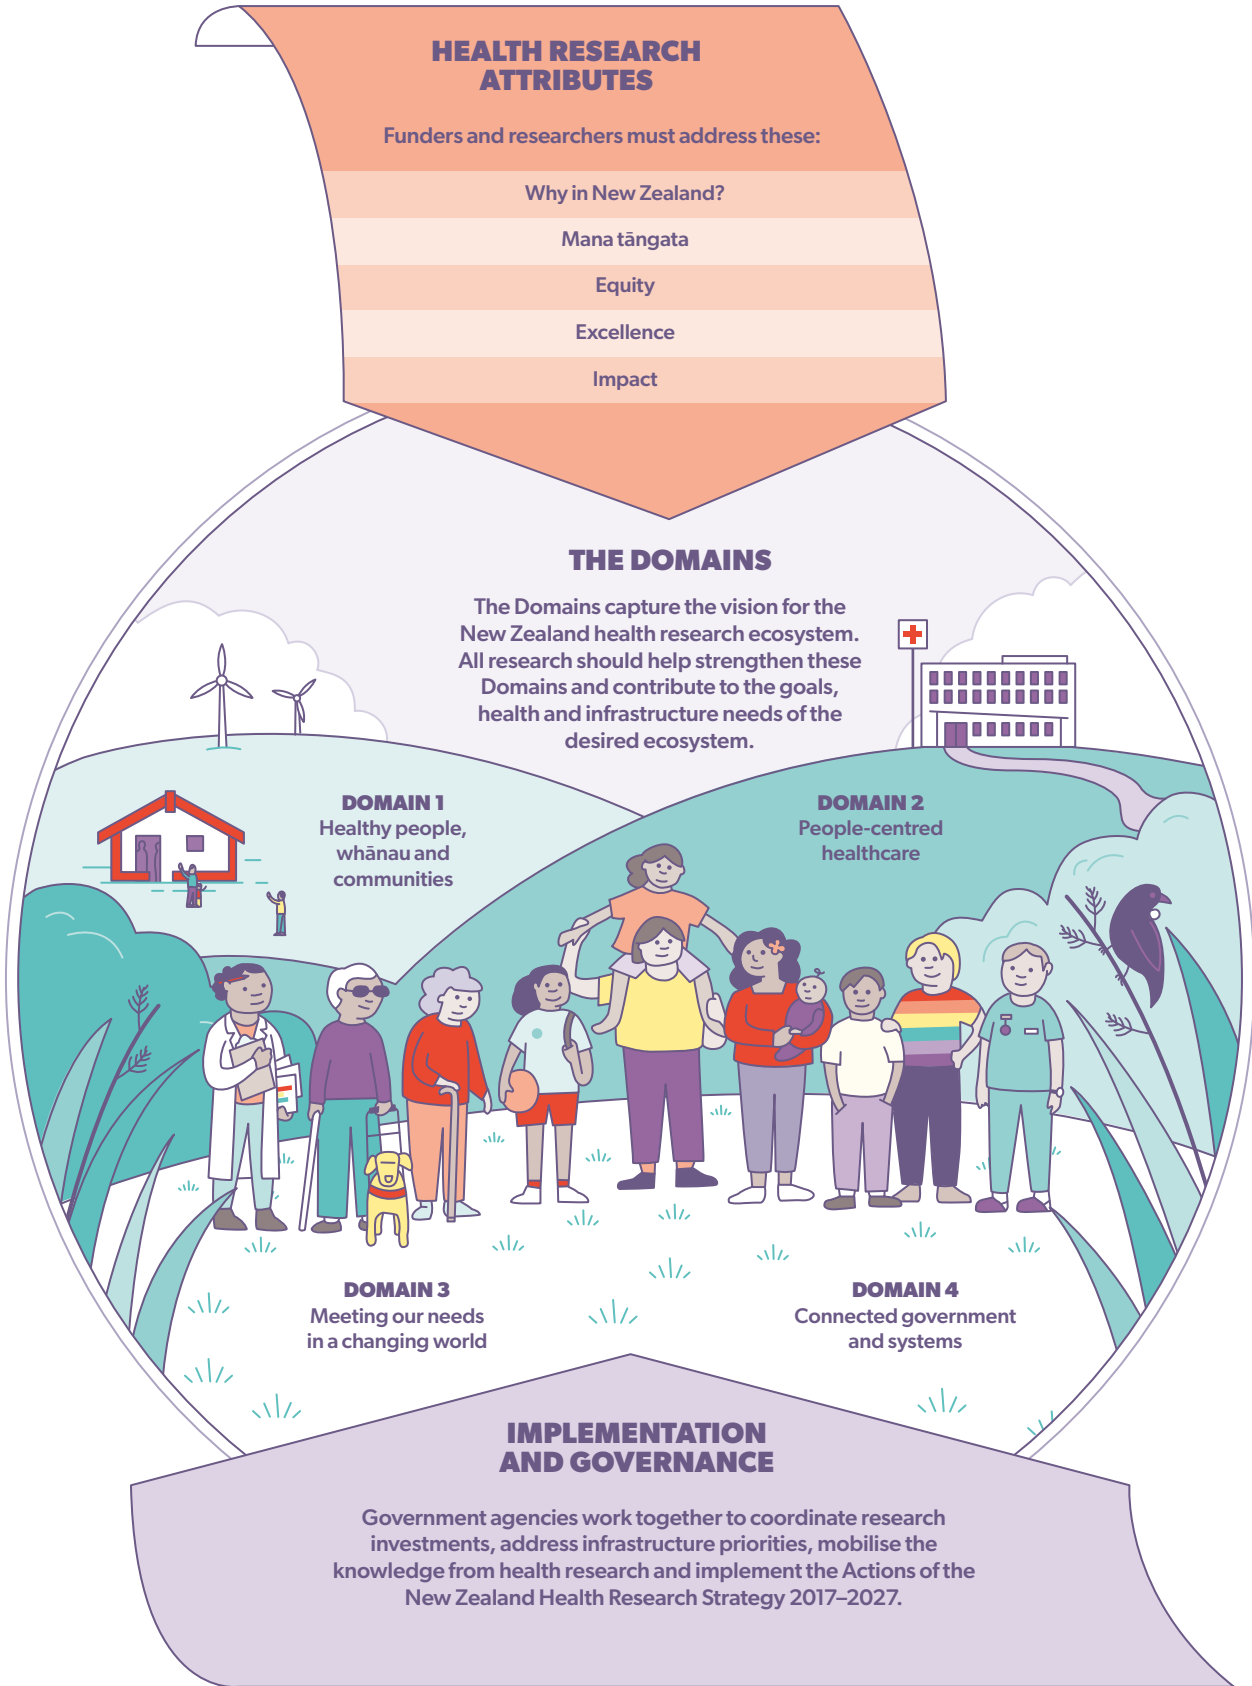 HEALTH RESEARCH
ATTRIBUTES
Funders and researchers must address these:
Why in New Zealand?
Mana tāngata
Equity
Excellence
Impact
THE DOMAINS
The Domains capture the vision for the
New Zealand health research ecosystem.
All research should help strengthen these
Domains and contribute to the goals,
health and infrastructure needs of the
desired ecosystem.
DOMAIN 1
Healthy people,
whānau and
communities
DOMAIN 2
People-centred
healthcare
DOMAIN 3
Meeting our needs
in a changing world
DOMAIN 4
Connected government
and systems
IMPLEMENTATION
AND GOVERNANCE
Government agencies work together to coordinate research
investments, address infrastructure priorities, mobilise the
knowledge from health research and implement the Actions of the
New Zealand Health Research Strategy 2017–2027.